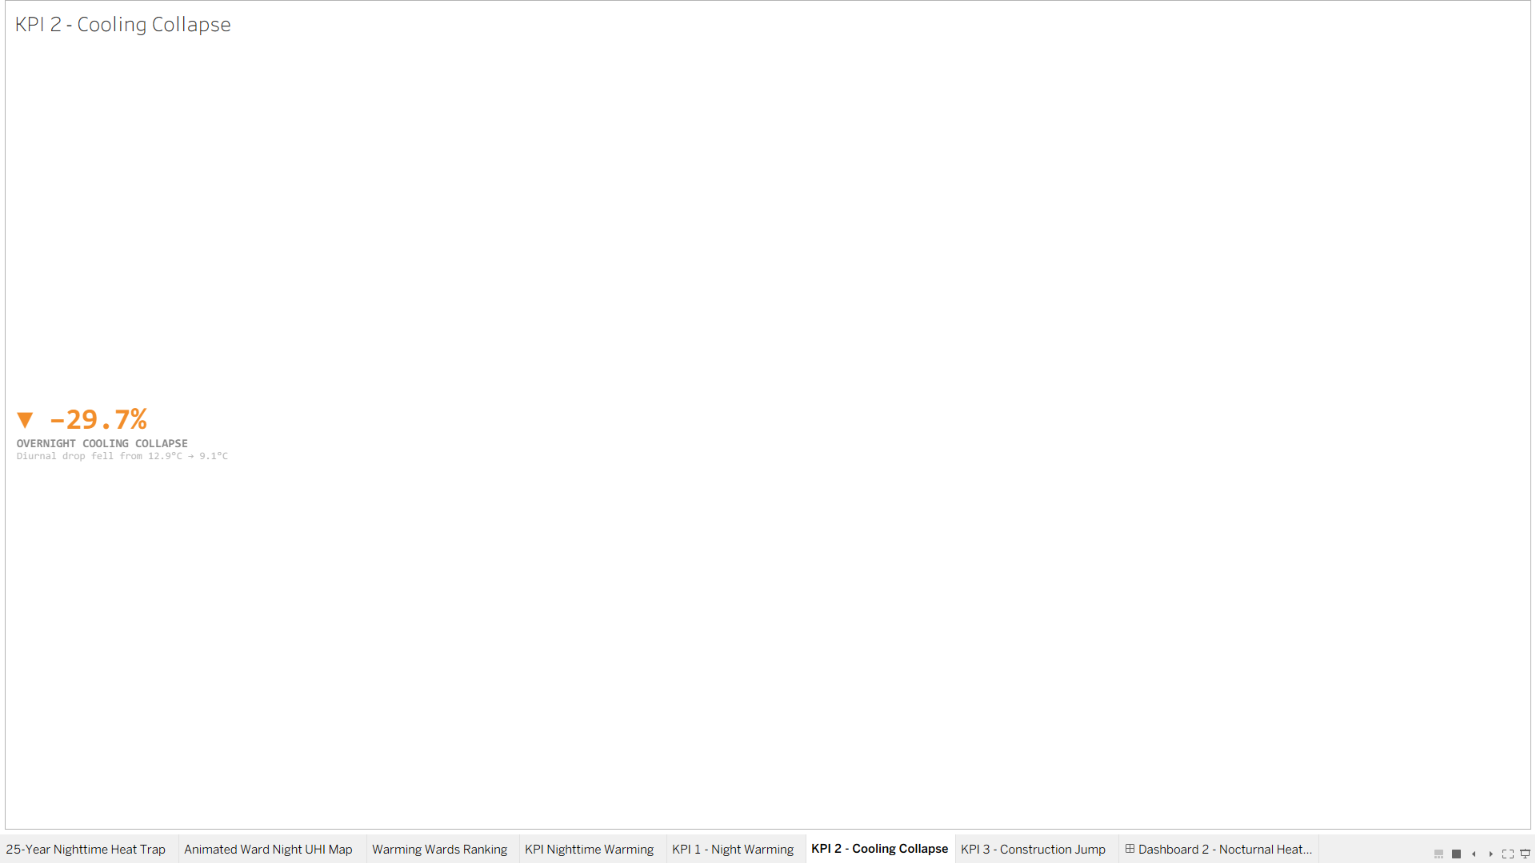 KPI 2 - Cooling Collapse
▼ -29.7%
OVERNIGHT COOLING COLLAPSE
Diurnal drop fell from 12.9°C → 9.1°C
25-Year Nighttime Heat Trap
Animated Ward Night UHI Map
Warming Wards Ranking
KPI Nighttime Warming
KPI 1 - Night Warming
KPI 2 - Cooling Collapse
KPI 3 - Construction Jump
Dashboard 2 - Nocturnal Heat...